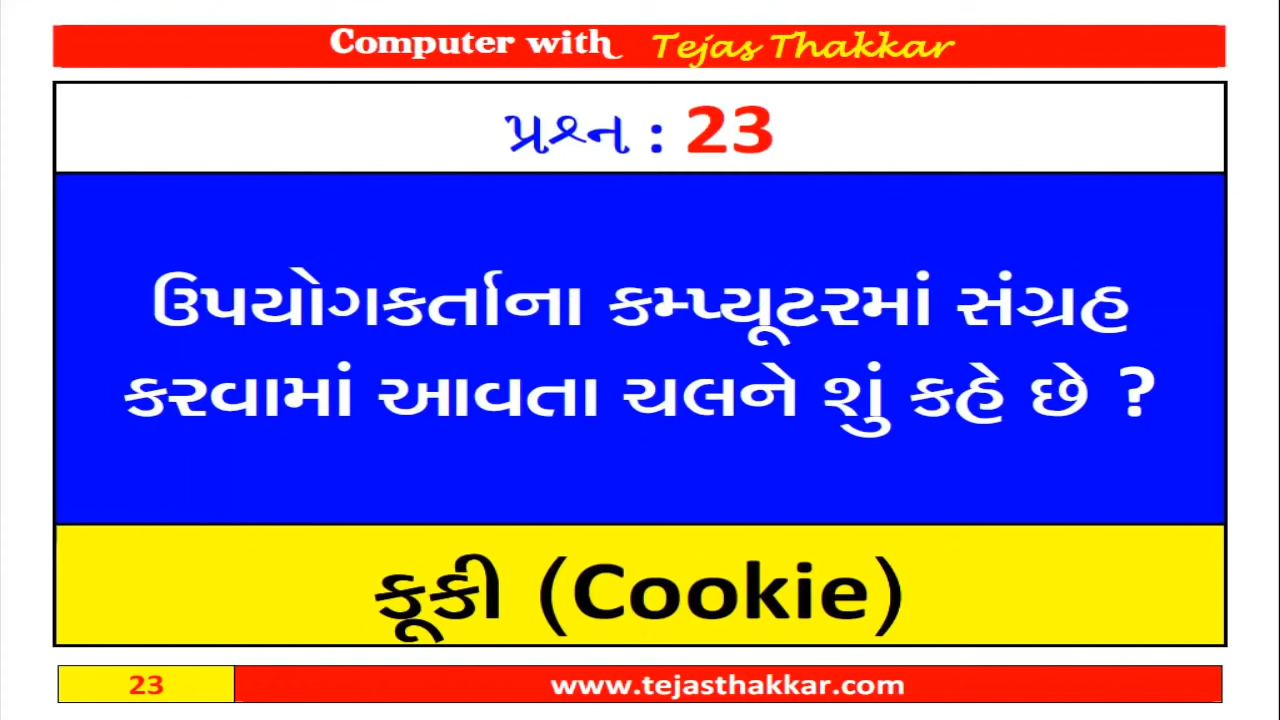 Computer with Tejas Thakkar
પ્રશ્ન : 23
ઉપયોગકર્તાના કમ્પ્યૂટરમાં સંગ્રહ
કરવામાં આવતા ચલને શું કહે છે ?
કૂકી (Cookie)
23 www.tejasthakkar.com